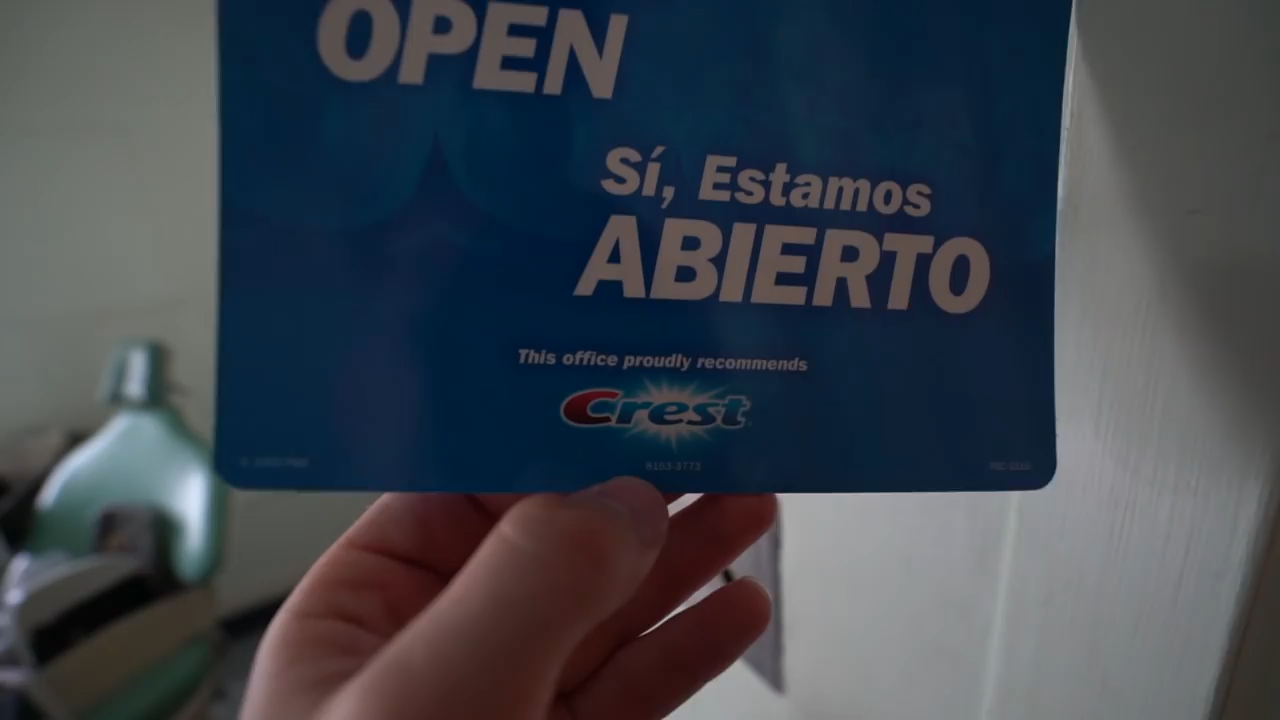 OPEN
Sí, Estamos
ABIERTO
This office proudly recommends
Crest